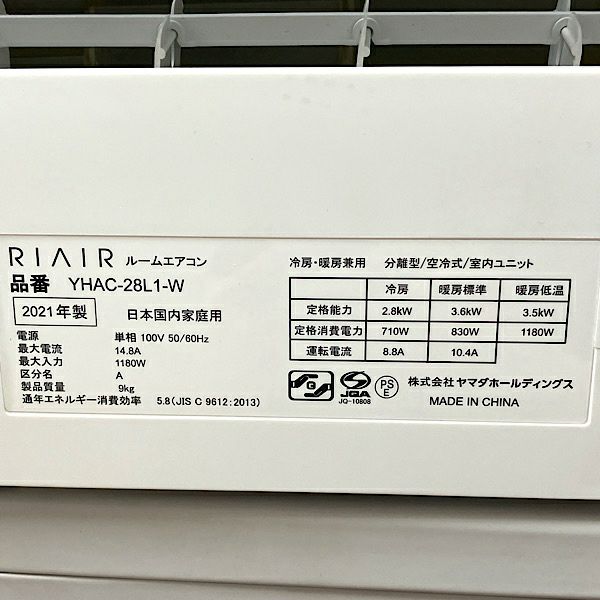 RIAIR ルームエアコン
品番 YHAC-28L1-W
2021年製 日本国内家庭用
電源 単相 100V 50/60Hz
最大電流 14.8A
最大入力 1180W
区分名 A
製品質量 9kg
通年エネルギー消費効率 5.8(JIS C 9612:2013)
冷房・暖房兼用 分離型/空冷式/室内ユニット
冷房 暖房標準 暖房低温
定格能力 2.8kW 3.6kW 3.5kW
定格消費電力 710W 830W 1180W
運転電流 8.8A 10.4A
G
JQA
JQ-10808
PS
E
株式会社ヤマダホールディングス
MADE IN CHINA